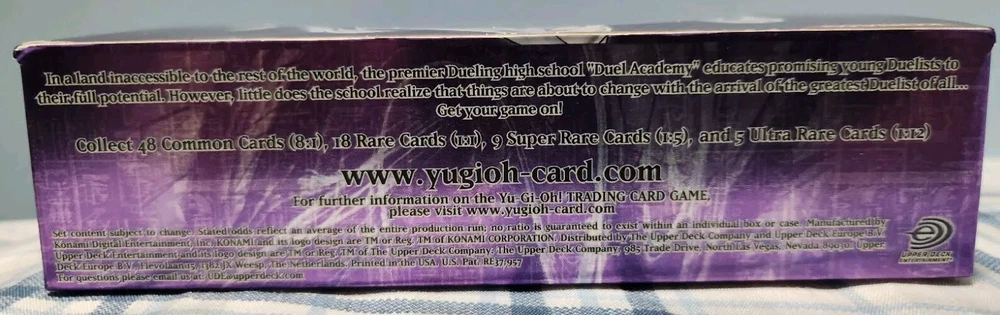 In a land inaccessible to the rest of the world, the premier Dueling high school "Duel Academy" educates promising young Duelists to
their full potential. However, little does the school realize that things are about to change with the arrival of the greatest Duelist of all...
Get your game on!
Collect 48 Common Cards (8:1), 18 Rare Cards (1:1), 9 Super Rare Cards (1:5), and 5 Ultra Rare Cards (1:12)
www.yugioh-card.com
For further information on the Yu-Gi-Oh! TRADING CARD GAME,
please visit www.yugioh-card.com
Set content subject to change. Stated odds reflect an average of the entire production run; no ratio is guaranteed to exist within an individual box or case. Manufactured by
Konami Digital Entertainment, Inc. KONAMI and its logo design are TM or Reg. TM of KONAMI CORPORATION. Distributed by The Upper Deck Company and Upper Deck Europe B.V.
Upper Deck Entertainment and its logo design are TM or Reg. TM of The Upper Deck Company. The Upper Deck Company, 985 Trade Drive, North Las Vegas, Nevada 89030. Upper
Deck Europe B.V., Flevolaan 15, 1382 JX Weesp, The Netherlands. Printed in the USA. U.S. Pat. RE37,957
For questions please email us at: UDE@upperdeck.com
UPPER DECK
ENTERTAINMENT